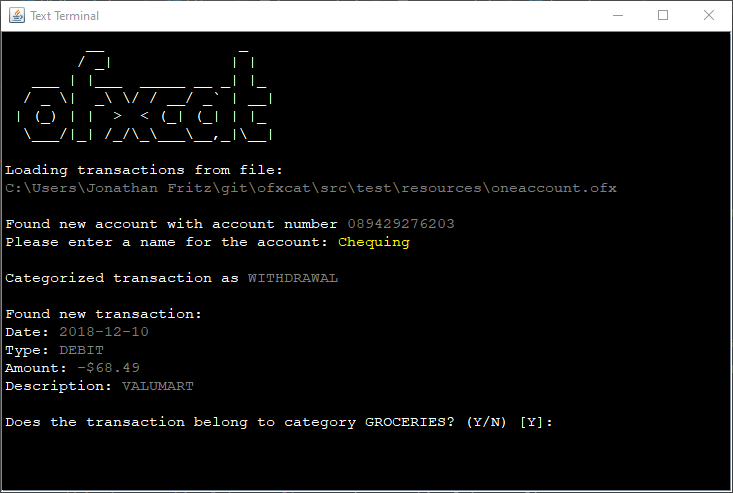 Text Terminal
ofxcat
Loading transactions from file:
C:\Users\Jonathan Fritz\git\ofxcat\src\test\resources\oneaccount.ofx
Found new account with account number 089429276203
Please enter a name for the account: Chequing
Categorized transaction as WITHDRAWAL
Found new transaction:
Date: 2018-12-10
Type: DEBIT
Amount: -$68.49
Description: VALUMART
Does the transaction belong to category GROCERIES? (Y/N) [Y]: